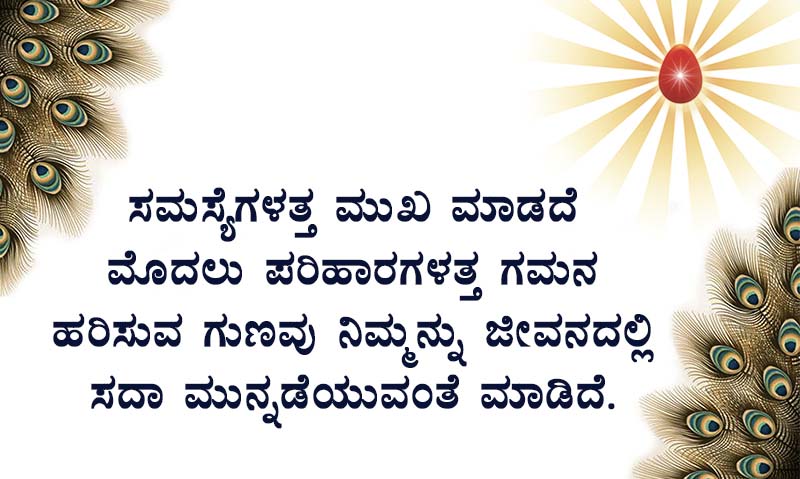 ಸಮಸ್ಯೆಗಳತ್ತ ಮುಖ ಮಾಡದೆ
ಮೊದಲು ಪರಿಹಾರಗಳತ್ತ ಗಮನ
ಹರಿಸುವ ಗುಣವು ನಿಮ್ಮನ್ನು ಜೀವನದಲ್ಲಿ
ಸದಾ ಮುನ್ನಡೆಯುವಂತೆ ಮಾಡಿದೆ.